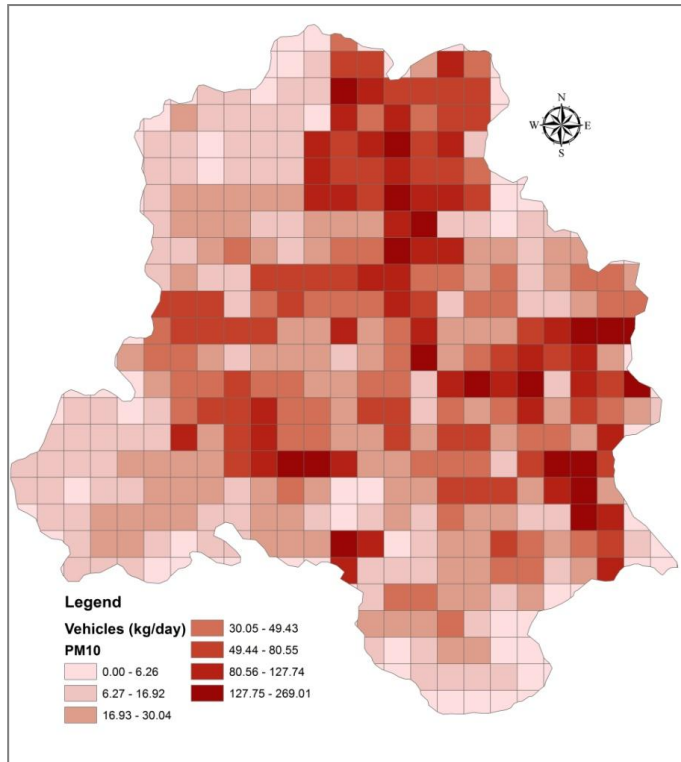 N
W E
S
Legend
Vehicles (kg/day)
PM10
0.00 - 6.26
6.27 - 16.92
16.93 - 30.04
30.05 - 49.43
49.44 - 80.55
80.56 - 127.74
127.75 - 269.01